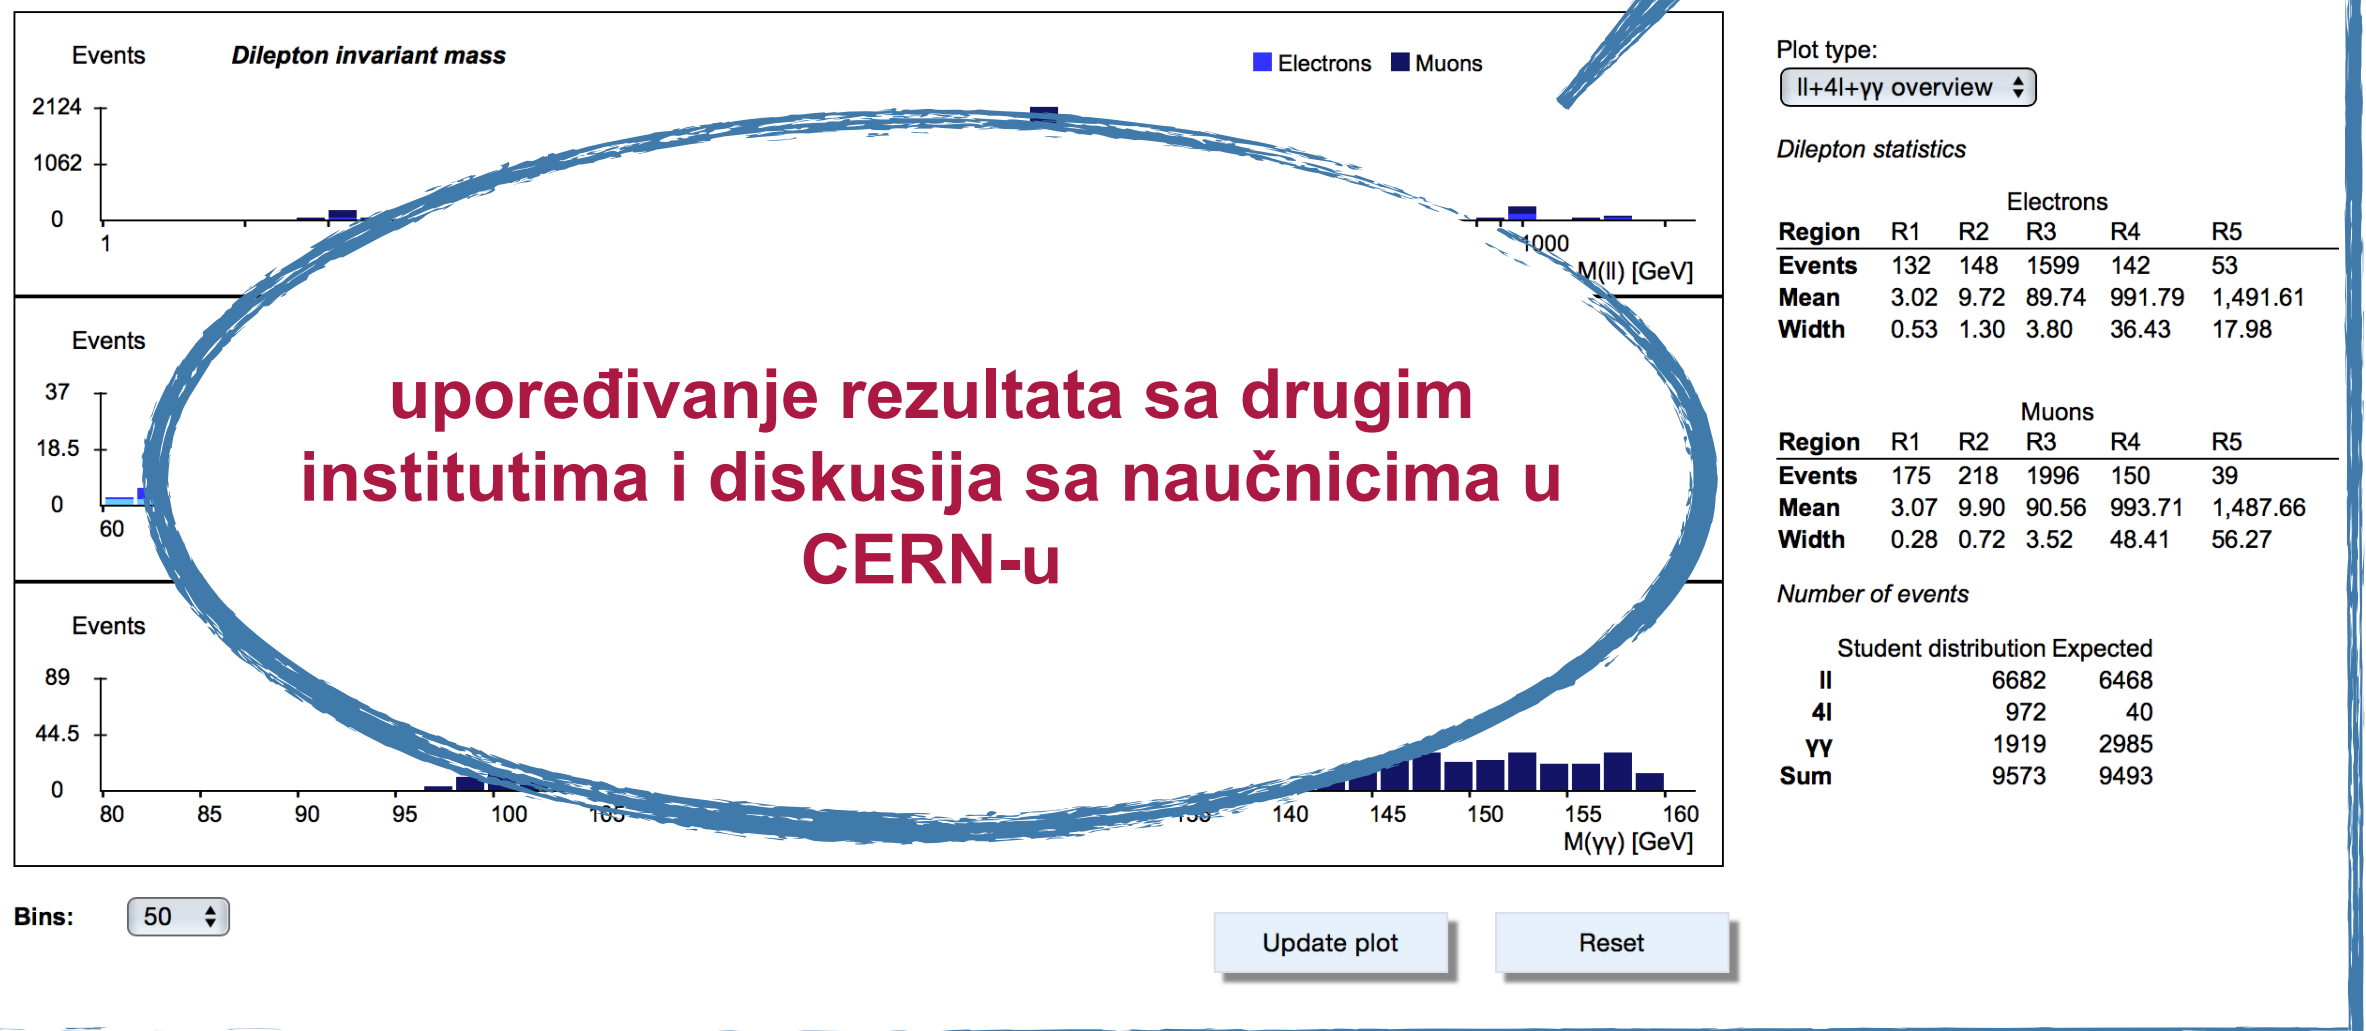 Events Dilepton invariant mass Electrons Muons
2124
1062
0
1 1000
M(ll) [GeV]
Events
37
18.5
0
60
upoređivanje rezultata sa drugim
institutima i diskusija sa naučnicima u
CERN-u
Events
89
44.5
0
80 85 90 95 100 140 145 150 155 160
M(γγ) [GeV]
Bins: 50
Update plot Reset
Plot type:
ll+4l+γγ overview
Dilepton statistics
Electrons
Region R1 R2 R3 R4 R5
Events 132 148 1599 142 53
Mean 3.02 9.72 89.74 991.79 1,491.61
Width 0.53 1.30 3.80 36.43 17.98
Muons
Region R1 R2 R3 R4 R5
Events 175 218 1996 150 39
Mean 3.07 9.90 90.56 993.71 1,487.66
Width 0.28 0.72 3.52 48.41 56.27
Number of events
Student distribution Expected
ll 6682 6468
4l 972 40
γγ 1919 2985
Sum 9573 9493